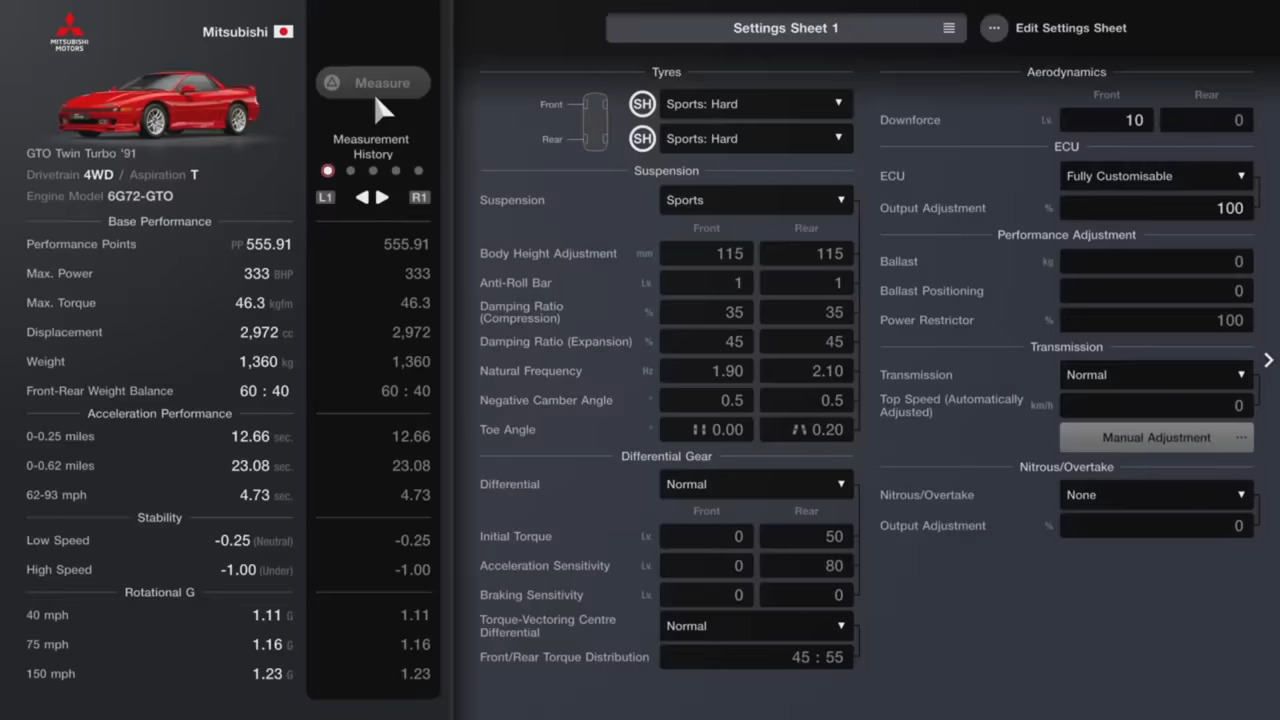 MITSUBISHI
MOTORS
Mitsubishi
GTO Twin Turbo '91
Drivetrain 4WD / Aspiration T
Engine Model 6G72-GTO
Base Performance
Performance Points PP 555.91 555.91
Max. Power 333 BHP 333
Max. Torque 46.3 kgfm 46.3
Displacement 2,972 cc 2,972
Weight 1,360 kg 1,360
Front-Rear Weight Balance 60 : 40 60 : 40
Acceleration Performance
0-0.25 miles 12.66 sec. 12.66
0-0.62 miles 23.08 sec. 23.08
62-93 mph 4.73 sec. 4.73
Stability
Low Speed -0.25 (Neutral) -0.25
High Speed -1.00 (Under) -1.00
Rotational G
40 mph 1.11 G 1.11
75 mph 1.16 G 1.16
150 mph 1.23 G 1.23
Measure
Measurement
History
L1 R1
Settings Sheet 1
Edit Settings Sheet
Tyres
Front SH Sports: Hard
Rear SH Sports: Hard
Suspension
Suspension Sports
Front Rear
Body Height Adjustment mm 115 115
Anti-Roll Bar Lv. 1 1
Damping Ratio
(Compression) % 35 35
Damping Ratio (Expansion) % 45 45
Natural Frequency Hz 1.90 2.10
Negative Camber Angle ° 0.5 0.5
Toe Angle ° 0.00 0.20
Differential Gear
Differential Normal
Front Rear
Initial Torque Lv. 0 50
Acceleration Sensitivity Lv. 0 80
Braking Sensitivity Lv. 0 0
Torque-Vectoring Centre
Differential Normal
Front/Rear Torque Distribution 45 : 55
Aerodynamics
Front Rear
Downforce Lv. 10 0
ECU
ECU Fully Customisable
Output Adjustment % 100
Performance Adjustment
Ballast kg 0
Ballast Positioning 0
Power Restrictor % 100
Transmission
Transmission Normal
Top Speed (Automatically
Adjusted) km/h 0
Manual Adjustment ...
Nitrous/Overtake
Nitrous/Overtake None
Output Adjustment % 0